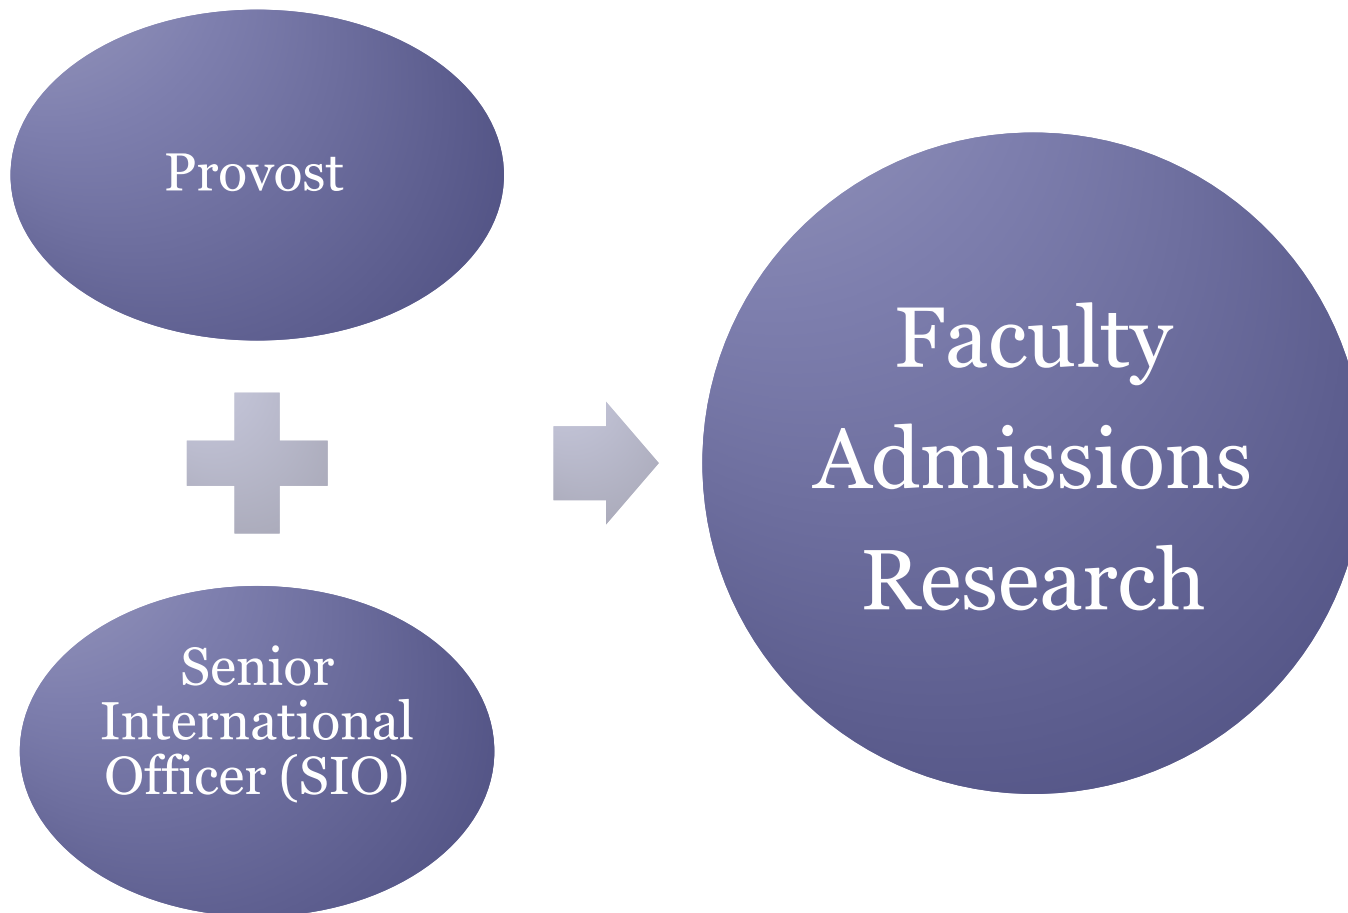 Provost
Senior
International
Officer (SIO)
Faculty
Admissions
Research